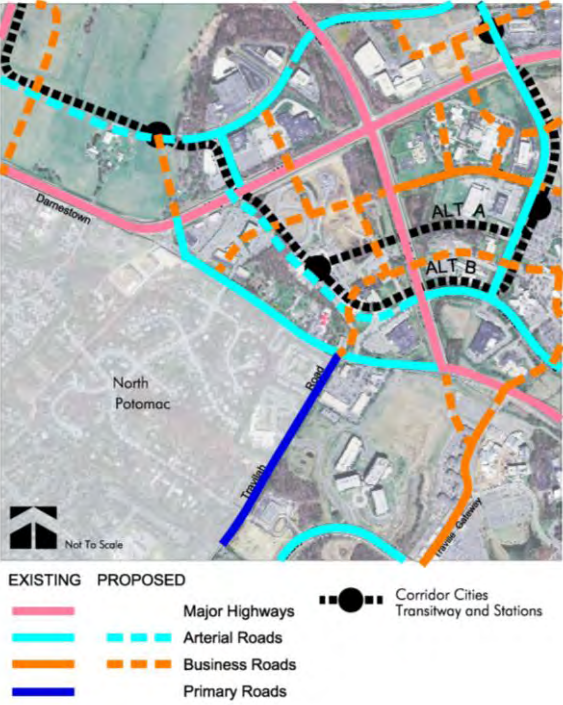 Darnestown
ALT A
ALT B
North
Potomac
Road
Travilah
Traville Gateway
Not To Scale
EXISTING PROPOSED
Major Highways
Arterial Roads
Business Roads
Primary Roads
Corridor Cities
Transitway and Stations